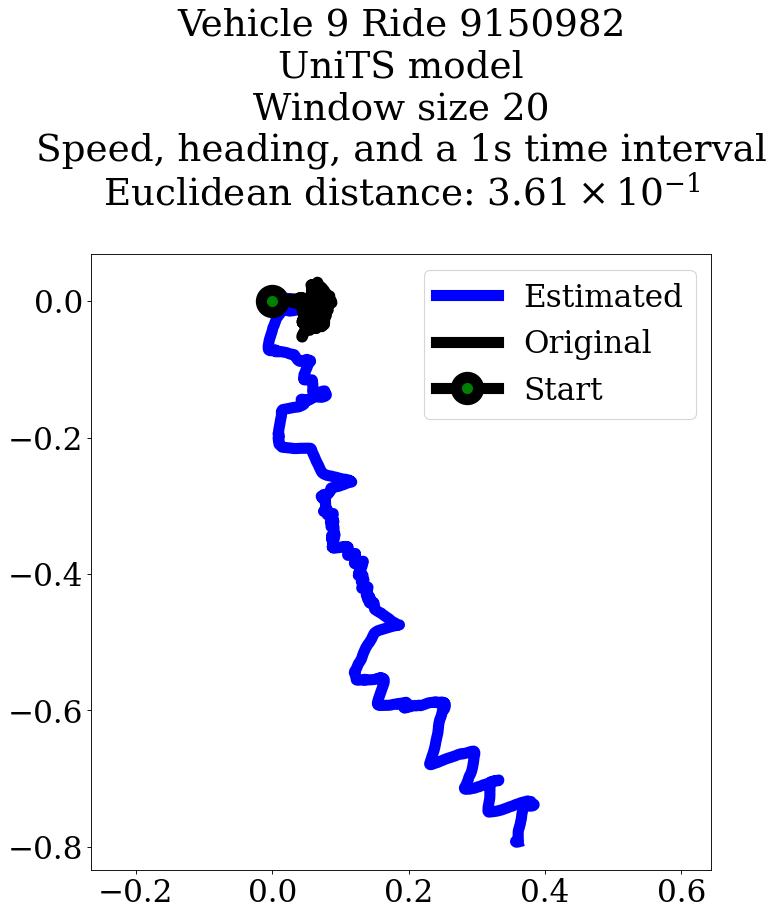 Vehicle 9 Ride 9150982
UniTS model
Window size 20
Speed, heading, and a 1s time interval
Euclidean distance: $3.61 × 10^{-1}$
Estimated
Original
Start
0.0
−0.2
−0.4
−0.6
−0.8
−0.2 0.0 0.2 0.4 0.6